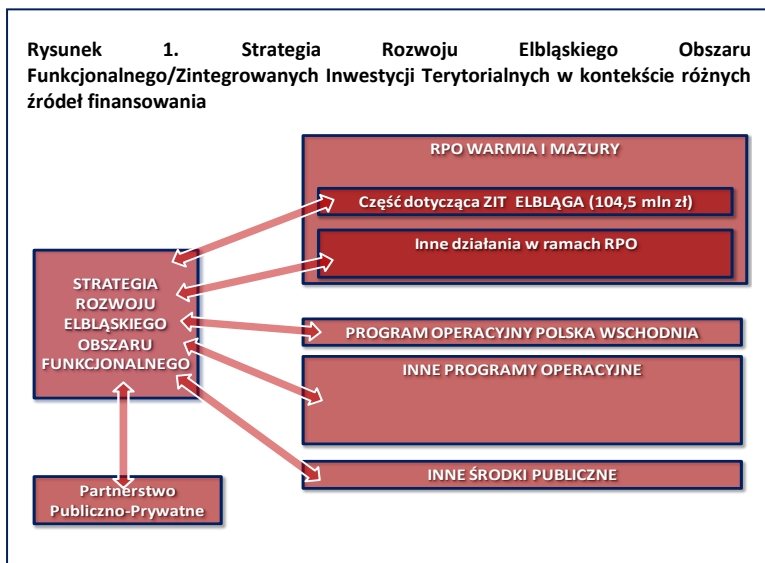 Rysunek 1. Strategia Rozwoju Elbląskiego Obszaru
Funkcjonalnego/Zintegrowanych Inwestycji Terytorialnych w kontekście różnych
źródeł finansowania
RPO WARMIA I MAZURY
Część dotycząca ZIT ELBLĄGA (104,5 mln zł)
Inne działania w ramach RPO
STRATEGIA
ROZWOJU
ELBLĄSKIEGO
OBSZARU
FUNKCJONALNEGO
PROGRAM OPERACYJNY POLSKA WSCHODNIA
INNE PROGRAMY OPERACYJNE
INNE ŚRODKI PUBLICZNE
Partnerstwo
Publiczno-Prywatne